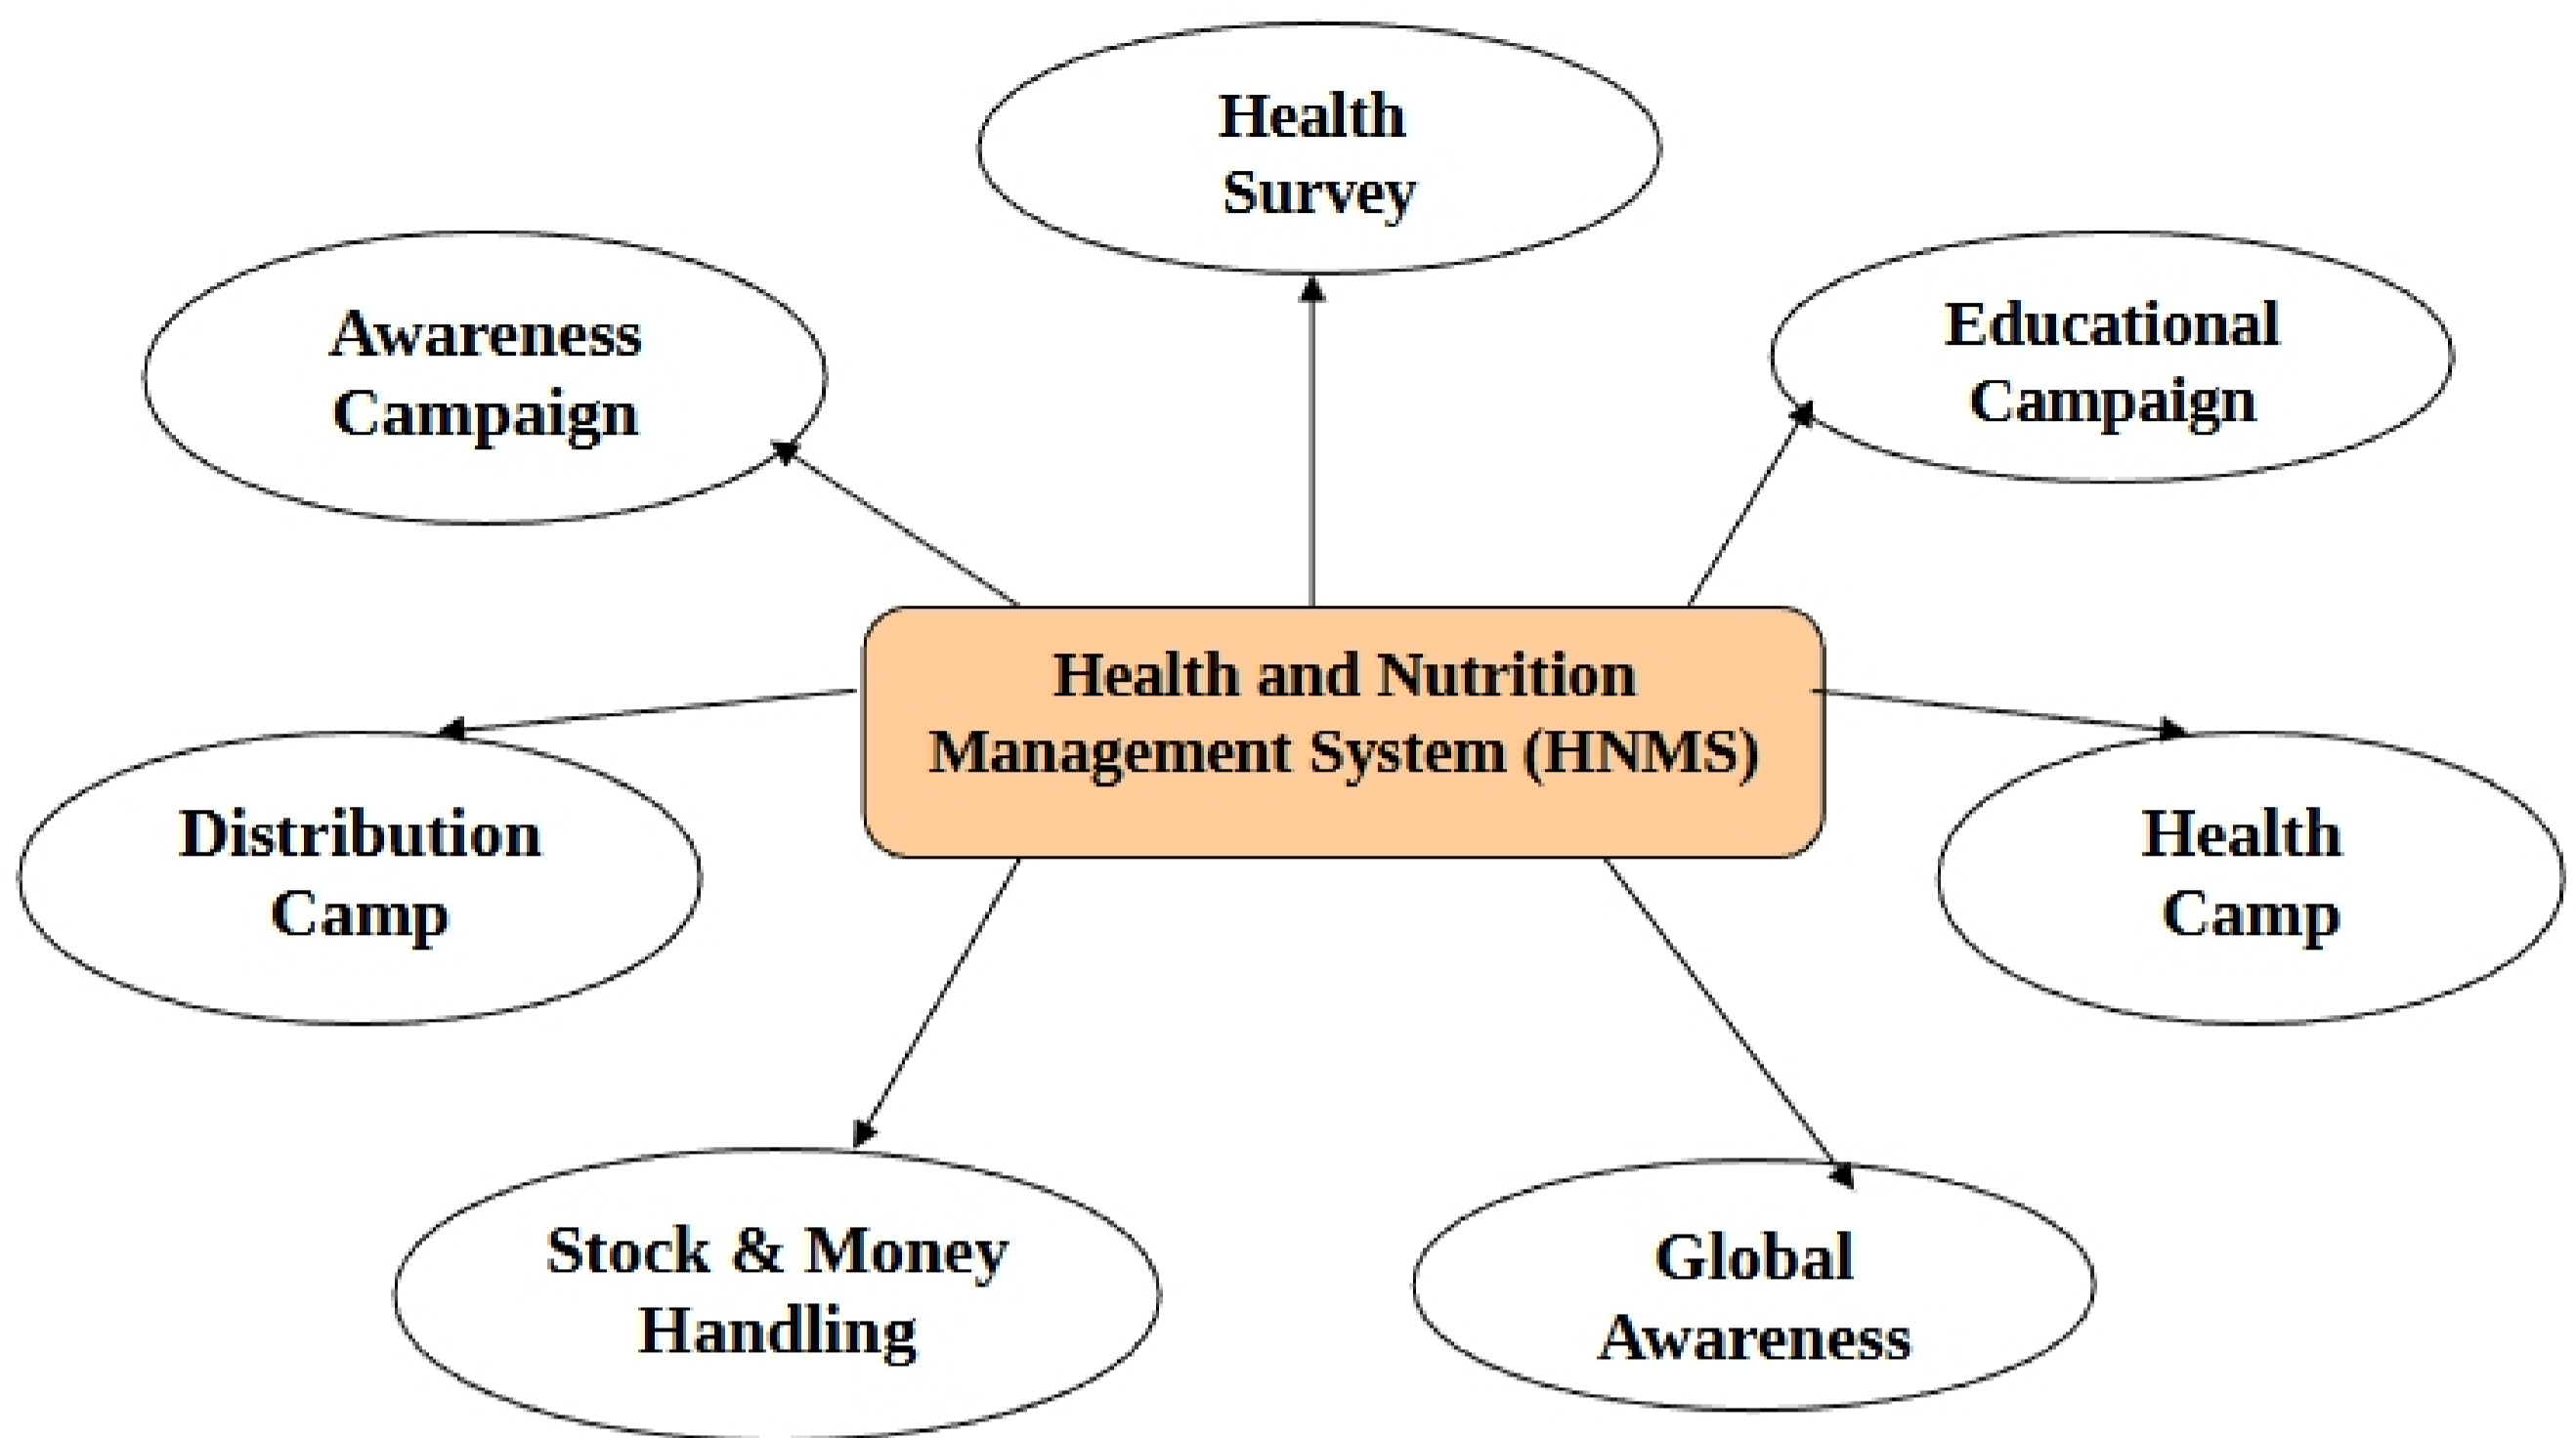 Health
Survey
Awareness
Campaign
Educational
Campaign
Health and Nutrition
Management System (HNMS)
Distribution
Camp
Health
Camp
Stock & Money
Handling
Global
Awareness